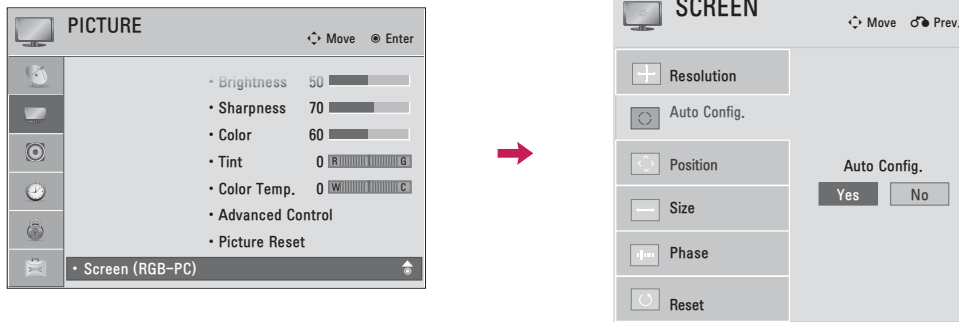 PICTURE
Move Enter
• Brightness 50
• Sharpness 70
• Color 60
• Tint 0 R G
• Color Temp. 0 W C
• Advanced Control
• Picture Reset
• Screen (RGB-PC)
SCREEN
Move Prev.
Resolution
Auto Config.
Position
Size
Phase
Reset
Auto Config.
Yes No